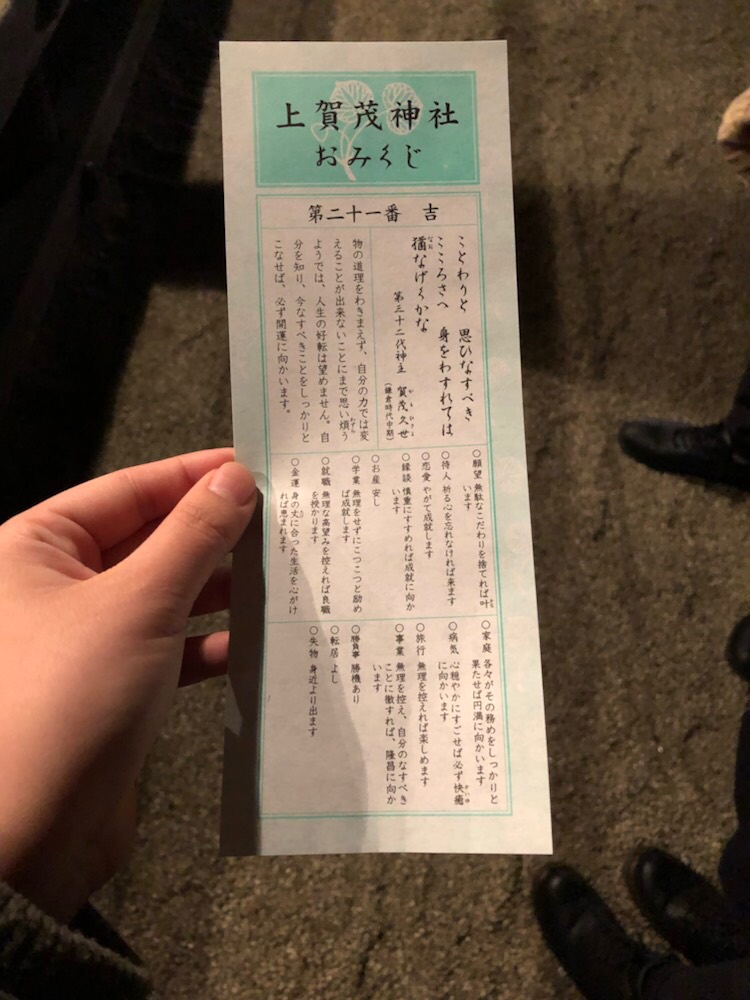 上賀茂神社
おみくじ
第二十一番　吉
ことわりと　思ひなすべき
こころさへ　身をわすれては
猶なげくかな
第三十二代神主　賀茂久世
(鎌倉時代中期)
物の道理をわきまえず、自分の力では変
えることが出来ないことにまで思い煩う
ようでは、人生の好転は望めません。自
分を知り、今なすべきことをしっかりと
こなせば、必ず開運に向かいます。
○願望　無駄なこだわりを捨てれば叶
います
○待人　祈る心を忘れなければ来ます
○恋愛　やがて成就します
○縁談　慎重にすすめれば成就に向か
います
○お産　安し
○学業　無理をせずにこつこつと励め
ば成就します
○就職　無理な高望みを控えれば良職
を授かります
○金運　身の丈に合った生活を心がけ
れば恵まれます
○家庭　各々がその務めをしっかりと
果たせば円満に向かいます
○病気　心穏やかにすごせば必ず快癒
に向かいます
○旅行　無理を控えれば楽しめます
○事業　無理を控え、自分のなすべき
ことに徹すれば、隆昌に向か
います
○勝負事　勝機あり
○転居　よし
○失物　身近より出ます